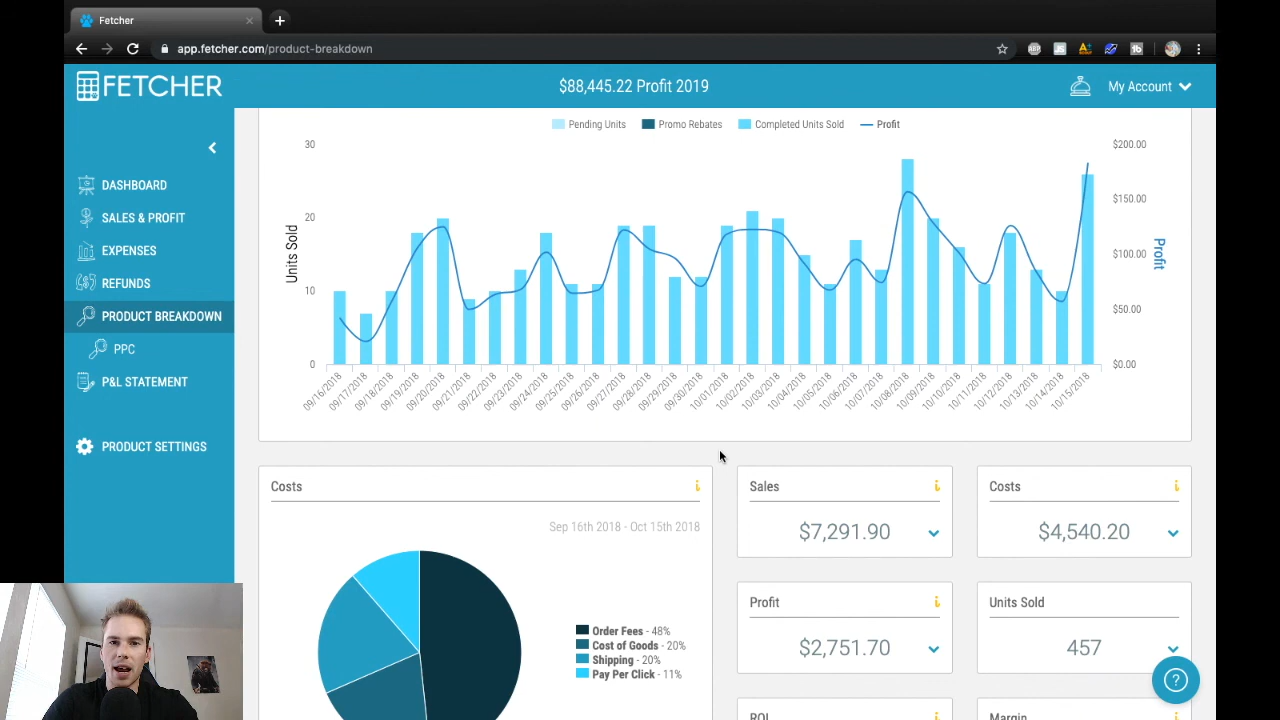 Fetcher
app.fetcher.com/product-breakdown
FETCHER
$88,445.22 Profit 2019
My Account
DASHBOARD
SALES & PROFIT
EXPENSES
REFUNDS
PRODUCT BREAKDOWN
PPC
P&L STATEMENT
PRODUCT SETTINGS
Pending Units
Promo Rebates
Completed Units Sold
Profit
30
20
10
0
Units Sold
$200.00
$150.00
$100.00
$50.00
$0.00
Profit
09/16/2018
09/17/2018
09/18/2018
09/19/2018
09/20/2018
09/21/2018
09/22/2018
09/23/2018
09/24/2018
09/25/2018
09/26/2018
09/27/2018
09/28/2018
09/29/2018
09/30/2018
10/01/2018
10/02/2018
10/03/2018
10/04/2018
10/05/2018
10/06/2018
10/07/2018
10/08/2018
10/09/2018
10/10/2018
10/11/2018
10/12/2018
10/13/2018
10/14/2018
10/15/2018
Costs
Sep 16th 2018 - Oct 15th 2018
Order Fees - 48%
Cost of Goods - 20%
Shipping - 20%
Pay Per Click - 11%
Sales
$7,291.90
Costs
$4,540.20
Profit
$2,751.70
Units Sold
457
ROI
Margin